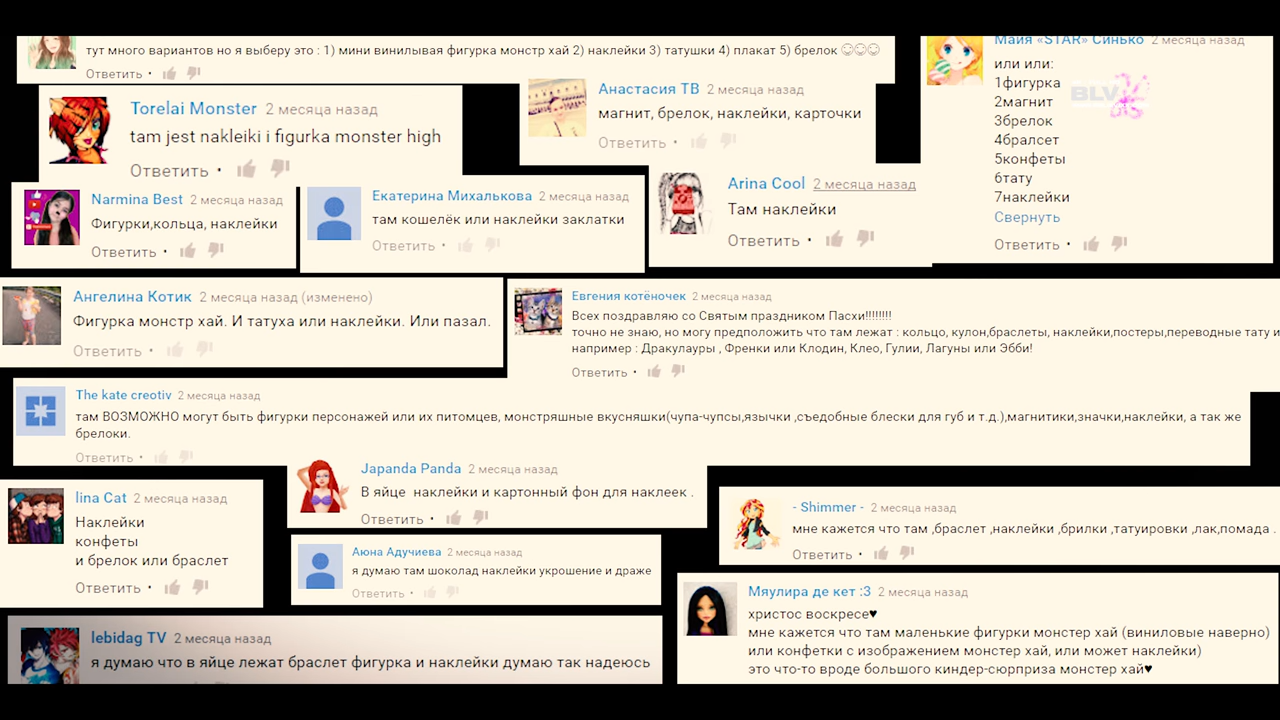 тут много вариантов но я выберу это : 1) мини винилывая фигурка монстр хай 2) наклейки 3) татушки 4) плакат 5) брелок
Ответить •
Torelai Monster 2 месяца назад
tam jest nakleiki i figurka monster high
Ответить •
Анастасия ТВ 2 месяца назад
магнит, брелок, наклейки, карточки
Ответить •
Майя «STAR» Синько 2 месяца назад
или или:
1фигурка
2магнит
3брелок
4бралсет
5конфеты
6тату
7наклейки
Свернуть
Ответить •
BLV
Narmina Best 2 месяца назад
Фигурки,кольца, наклейки
Ответить •
Екатерина Михалькова 2 месяца назад
там кошелёк или наклейки заклатки
Ответить •
Arina Cool 2 месяца назад
Там наклейки
Ответить •
Ангелина Котик 2 месяца назад (изменено)
Фигурка монстр хай. И татуха или наклейки. Или пазал.
Ответить •
Евгения котёночек 2 месяца назад
Всех поздравляю со Святым праздником Пасхи!!!!!!!!
точно не знаю, но могу предположить что там лежат : кольцо, кулон,браслеты, наклейки,постеры,переводные тату и
например : Дракулауры , Френки или Клодин, Клео, Гулии, Лагуны или Эбби!
Ответить •
The kate creotiv 2 месяца назад
там ВОЗМОЖНО могут быть фигурки персонажей или их питомцев, монстряшные вкусняшки(чупа-чупсы,язычки ,съедобные блески для губ и т.д.),магнитики,значки,наклейки, а так же
брелоки.
Ответить •
Japanda Panda 2 месяца назад
В яйце наклейки и картонный фон для наклеек .
Ответить •
lina Cat 2 месяца назад
Наклейки
конфеты
и брелок или браслет
Ответить •
- Shimmer - 2 месяца назад
мне кажется что там ,браслет ,наклейки ,брилки ,татуировки ,лак,помада .
Ответить •
Аюна Адучиева 2 месяца назад
я думаю там шоколад наклейки укрошение и драже
Ответить •
Мяулира де кет :3 2 месяца назад
христос воскресе♥
мне кажется что там маленькие фигурки монстр хай (виниловые наверно)
или конфетки с изображением монстр хай, или может наклейки)
это что-то вроде большого киндер-сюрприза монстр хай♥
lebidag TV 2 месяца назад
я думаю что в яйце лежат браслет фигурка и наклейки думаю так надеюсь